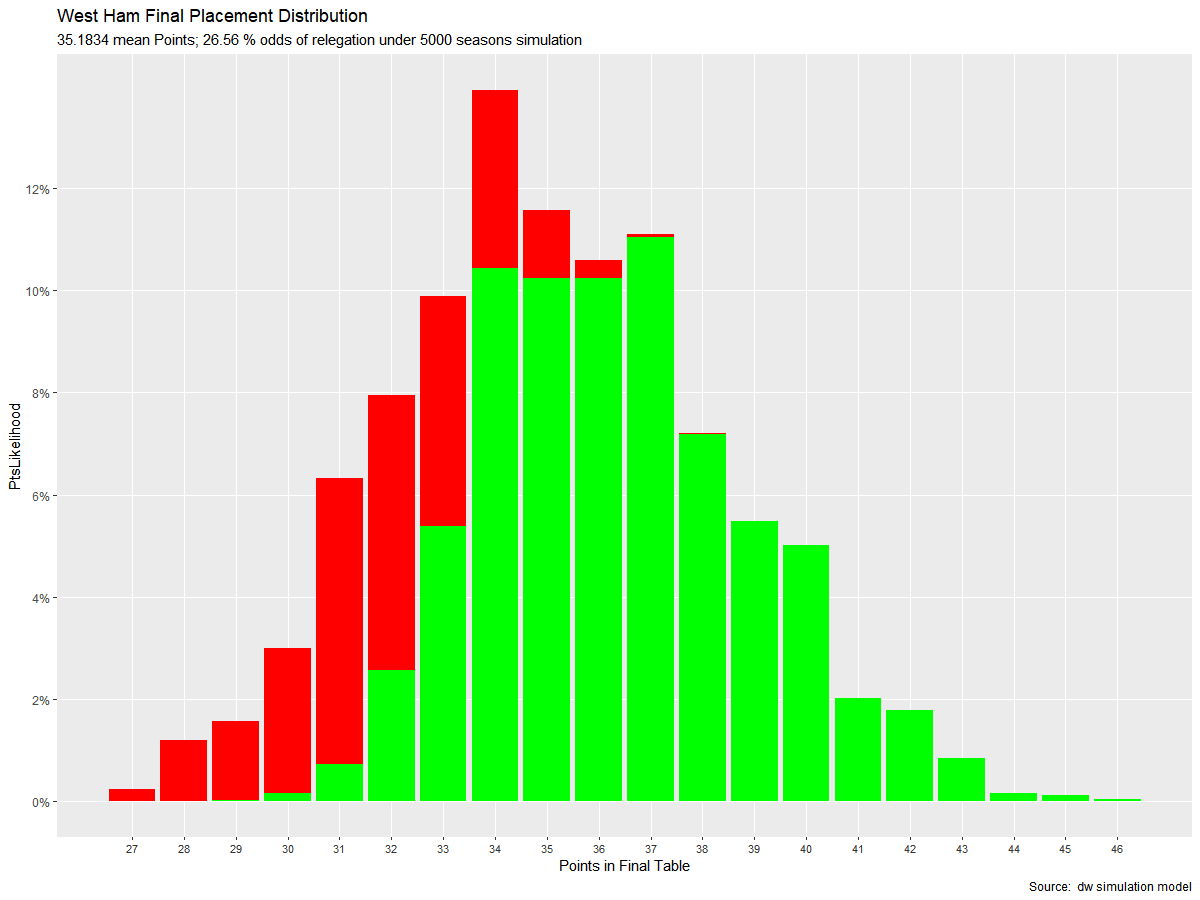 West Ham Final Placement Distribution
35.1834 mean Points; 26.56 % odds of relegation under 5000 seasons simulation
12%
10%
8%
6%
4%
2%
0%
PtsLikelihood
27 28 29 30 31 32 33 34 35 36 37 38 39 40 41 42 43 44 45 46
Points in Final Table
Source:  dw simulation model